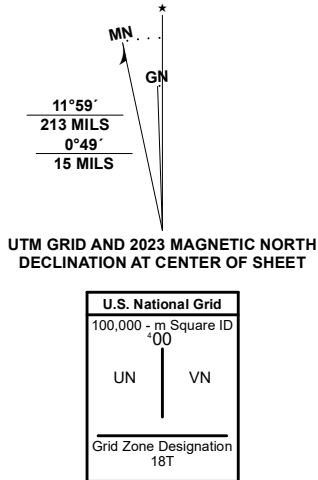 ★
MN
GN
11°59´
213 MILS
0°49´
15 MILS
UTM GRID AND 2023 MAGNETIC NORTH
DECLINATION AT CENTER OF SHEET
U.S. National Grid
100,000 - m Square ID
⁴00
UN VN
Grid Zone Designation
18T